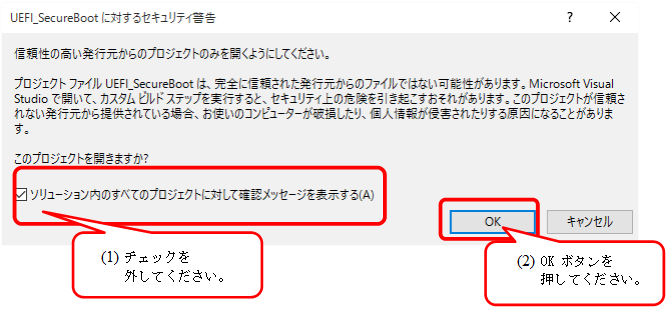 UEFI_SecureBoot に対するセキュリティ警告
信頼性の高い発行元からのプロジェクトのみを開くようにしてください。
プロジェクト ファイル UEFI_SecureBoot は、完全に信頼された発行元からのファイルではない可能性があります。Microsoft Visual
Studio で開いて、カスタム ビルド ステップを実行すると、セキュリティ上の危険を引き起こすおそれがあります。このプロジェクトが信頼さ
れない発行元から提供されている場合、お使いのコンピューターが破損したり、個人情報が侵害されたりする原因になることがありま
す。
このプロジェクトを開きますか?
ソリューション内のすべてのプロジェクトに対して確認メッセージを表示する(A)
OK
キャンセル
(1) チェックを
外してください。
(2) OK ボタンを
押してください。